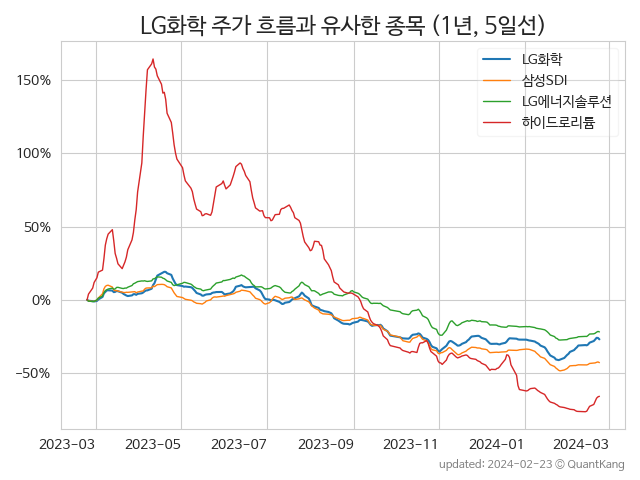 LG화학 주가 흐름과 유사한 종목 (1년, 5일선)
LG화학
삼성SDI
LG에너지솔루션
하이드로리튬
150%
100%
50%
0%
−50%
2023-03 2023-05 2023-07 2023-09 2023-11 2024-01 2024-03
updated: 2024-02-23 © QuantKang